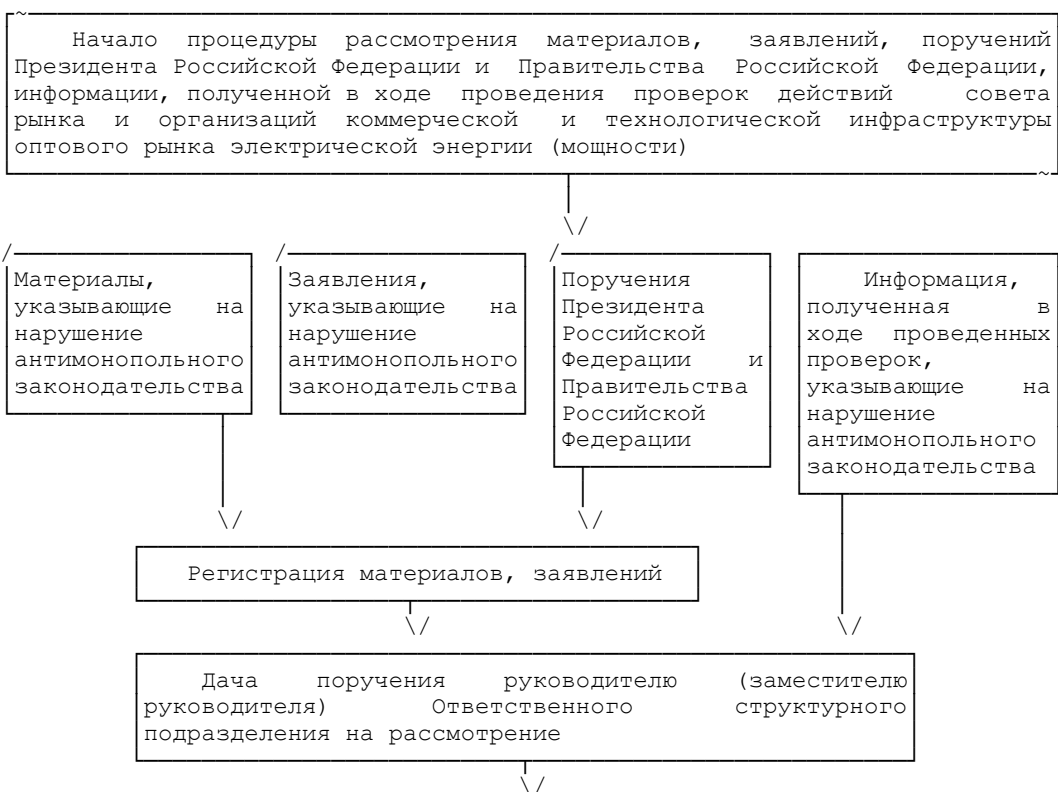 Начало процедуры рассмотрения материалов, заявлений, поручений
Президента Российской Федерации и Правительства Российской Федерации,
информации, полученной в ходе проведения проверок действий совета
рынка и организаций коммерческой и технологической инфраструктуры
оптового рынка электрической энергии (мощности)
Материалы,
указывающие на
нарушение
антимонопольного
законодательства
Заявления,
указывающие на
нарушение
антимонопольного
законодательства
Поручения
Президента
Российской
Федерации и
Правительства
Российской
Федерации
Информация,
полученная в
ходе проведенных
проверок,
указывающие на
нарушение
антимонопольного
законодательства
Регистрация материалов, заявлений
Дача поручения руководителю (заместителю
руководителя) Ответственного структурного
подразделения на рассмотрение